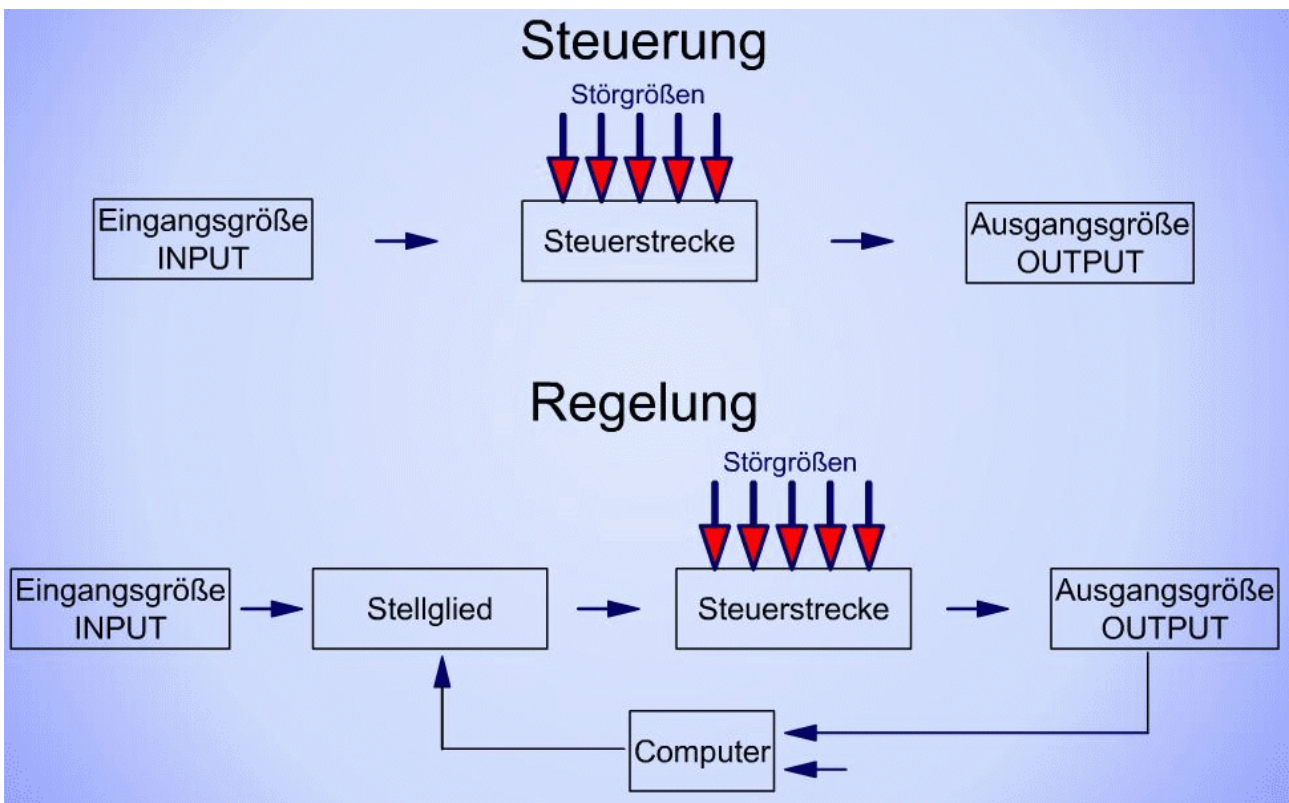 Steuerung
Störgrößen
Eingangsgröße
INPUT
Steuerstrecke
Ausgangsgröße
OUTPUT
Regelung
Störgrößen
Eingangsgröße
INPUT
Stellglied
Steuerstrecke
Ausgangsgröße
OUTPUT
Computer